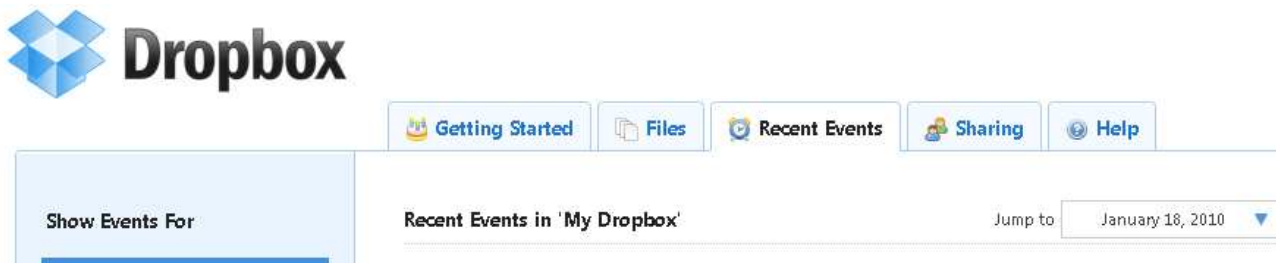 Dropbox
Getting Started Files Recent Events Sharing Help
Show Events For Recent Events in 'My Dropbox' Jump to January 18, 2010